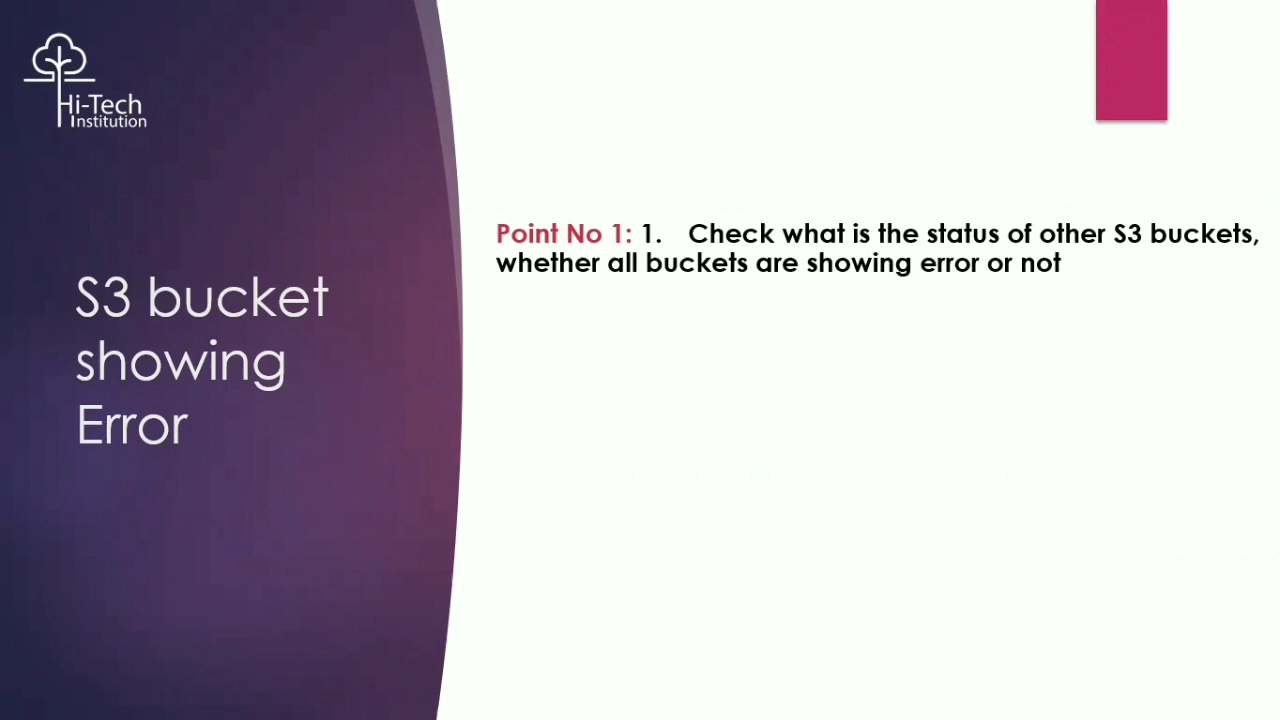 Hi-Tech
Institution
S3 bucket
showing
Error
Point No 1: 1. Check what is the status of other S3 buckets,
whether all buckets are showing error or not